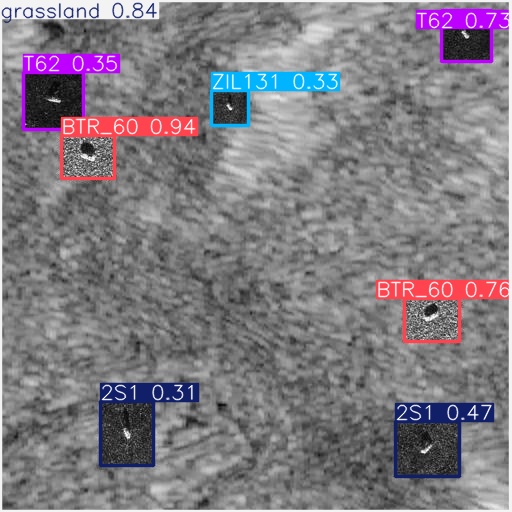 grassland 0.84
T62 0.73
T62 0.35
ZIL131 0.33
BTR_60 0.94
BTR_60 0.76
2S1 0.31
2S1 0.47